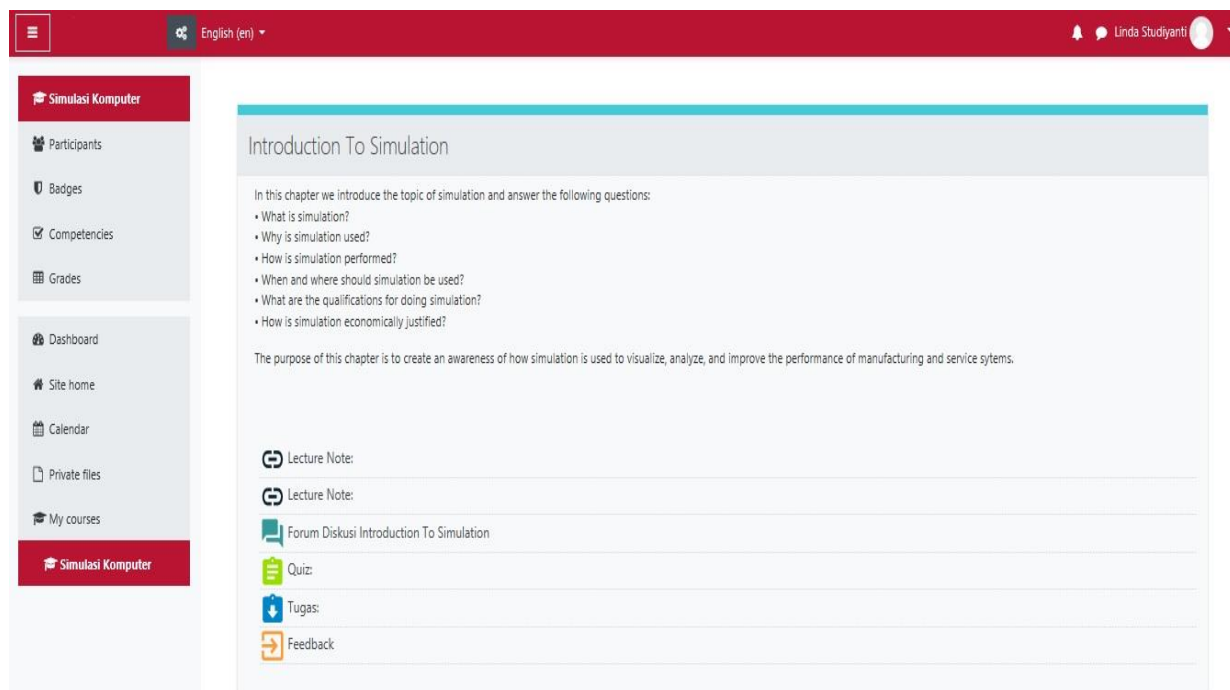 English (en)
Linda Studiyanti
Simulasi Komputer
Participants
Badges
Competencies
Grades
Dashboard
Site home
Calendar
Private files
My courses
Simulasi Komputer
Introduction To Simulation
In this chapter we introduce the topic of simulation and answer the following questions:
• What is simulation?
• Why is simulation used?
• How is simulation performed?
• When and where should simulation be used?
• What are the qualifications for doing simulation?
• How is simulation economically justified?
The purpose of this chapter is to create an awareness of how simulation is used to visualize, analyze, and improve the performance of manufacturing and service sytems.
Lecture Note:
Lecture Note:
Forum Diskusi Introduction To Simulation
Quiz:
Tugas:
Feedback